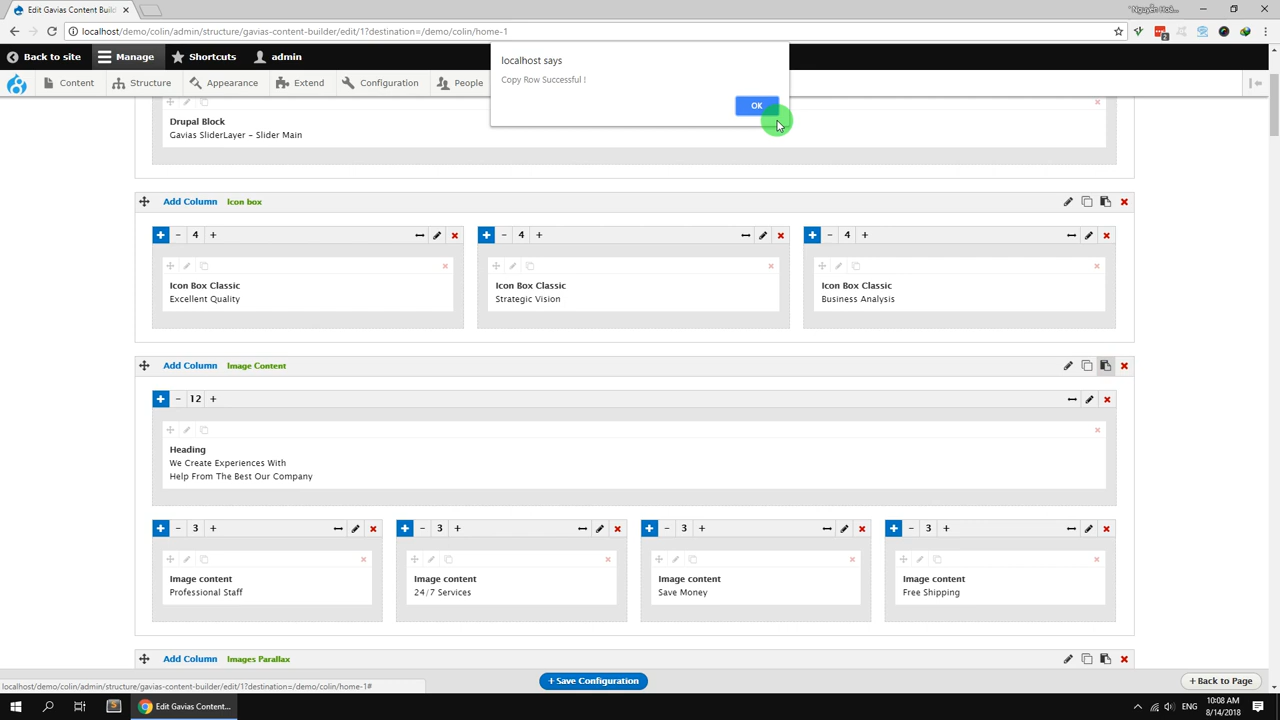 Edit Gavias Content Builder
localhost/demo/colin/admin/structure/gavias-content-builder/edit/1?destination=/demo/colin/home-1
2
Back to site
Manage
Shortcuts
admin
Content
Structure
Appearance
Extend
Configuration
People
localhost says
Copy Row Successful !
OK
Drupal Block
Gavias SliderLayer - Slider Main
Add Column Icon box
+ - 4 +
+ - 4 +
+ - 4 +
Icon Box Classic
Excellent Quality
Icon Box Classic
Strategic Vision
Icon Box Classic
Business Analysis
Add Column Image Content
+ - 12 +
Heading
We Create Experiences With
Help From The Best Our Company
+ - 3 +
+ - 3 +
+ - 3 +
+ - 3 +
Image content
Professional Staff
Image content
24/7 Services
Image content
Save Money
Image content
Free Shipping
Add Column Images Parallax
localhost/demo/colin/admin/structure/gavias-content-builder/edit/1?destination=/demo/colin/home-1#
+ Save Configuration
+ Back to Page
Edit Gavias Content...
ENG
10:08 AM
8/14/2018